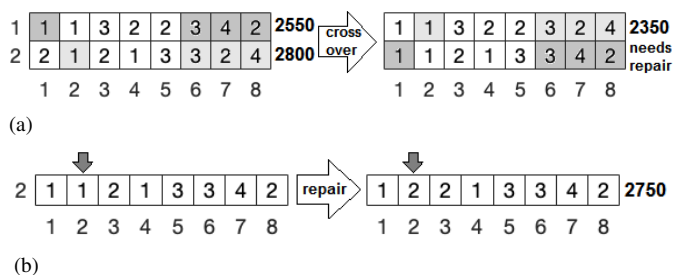 1 1 1 3 2 2 3 4 2 2550 cross 1 1 3 2 2 3 2 4 2350
2 2 1 2 1 3 3 2 4 2800 over 1 1 2 1 3 3 4 2 needs repair
1 2 3 4 5 6 7 8 1 2 3 4 5 6 7 8
(a)
2 1 1 2 1 3 3 4 2 repair 1 2 2 1 3 3 4 2 2750
1 2 3 4 5 6 7 8 1 2 3 4 5 6 7 8
(b)